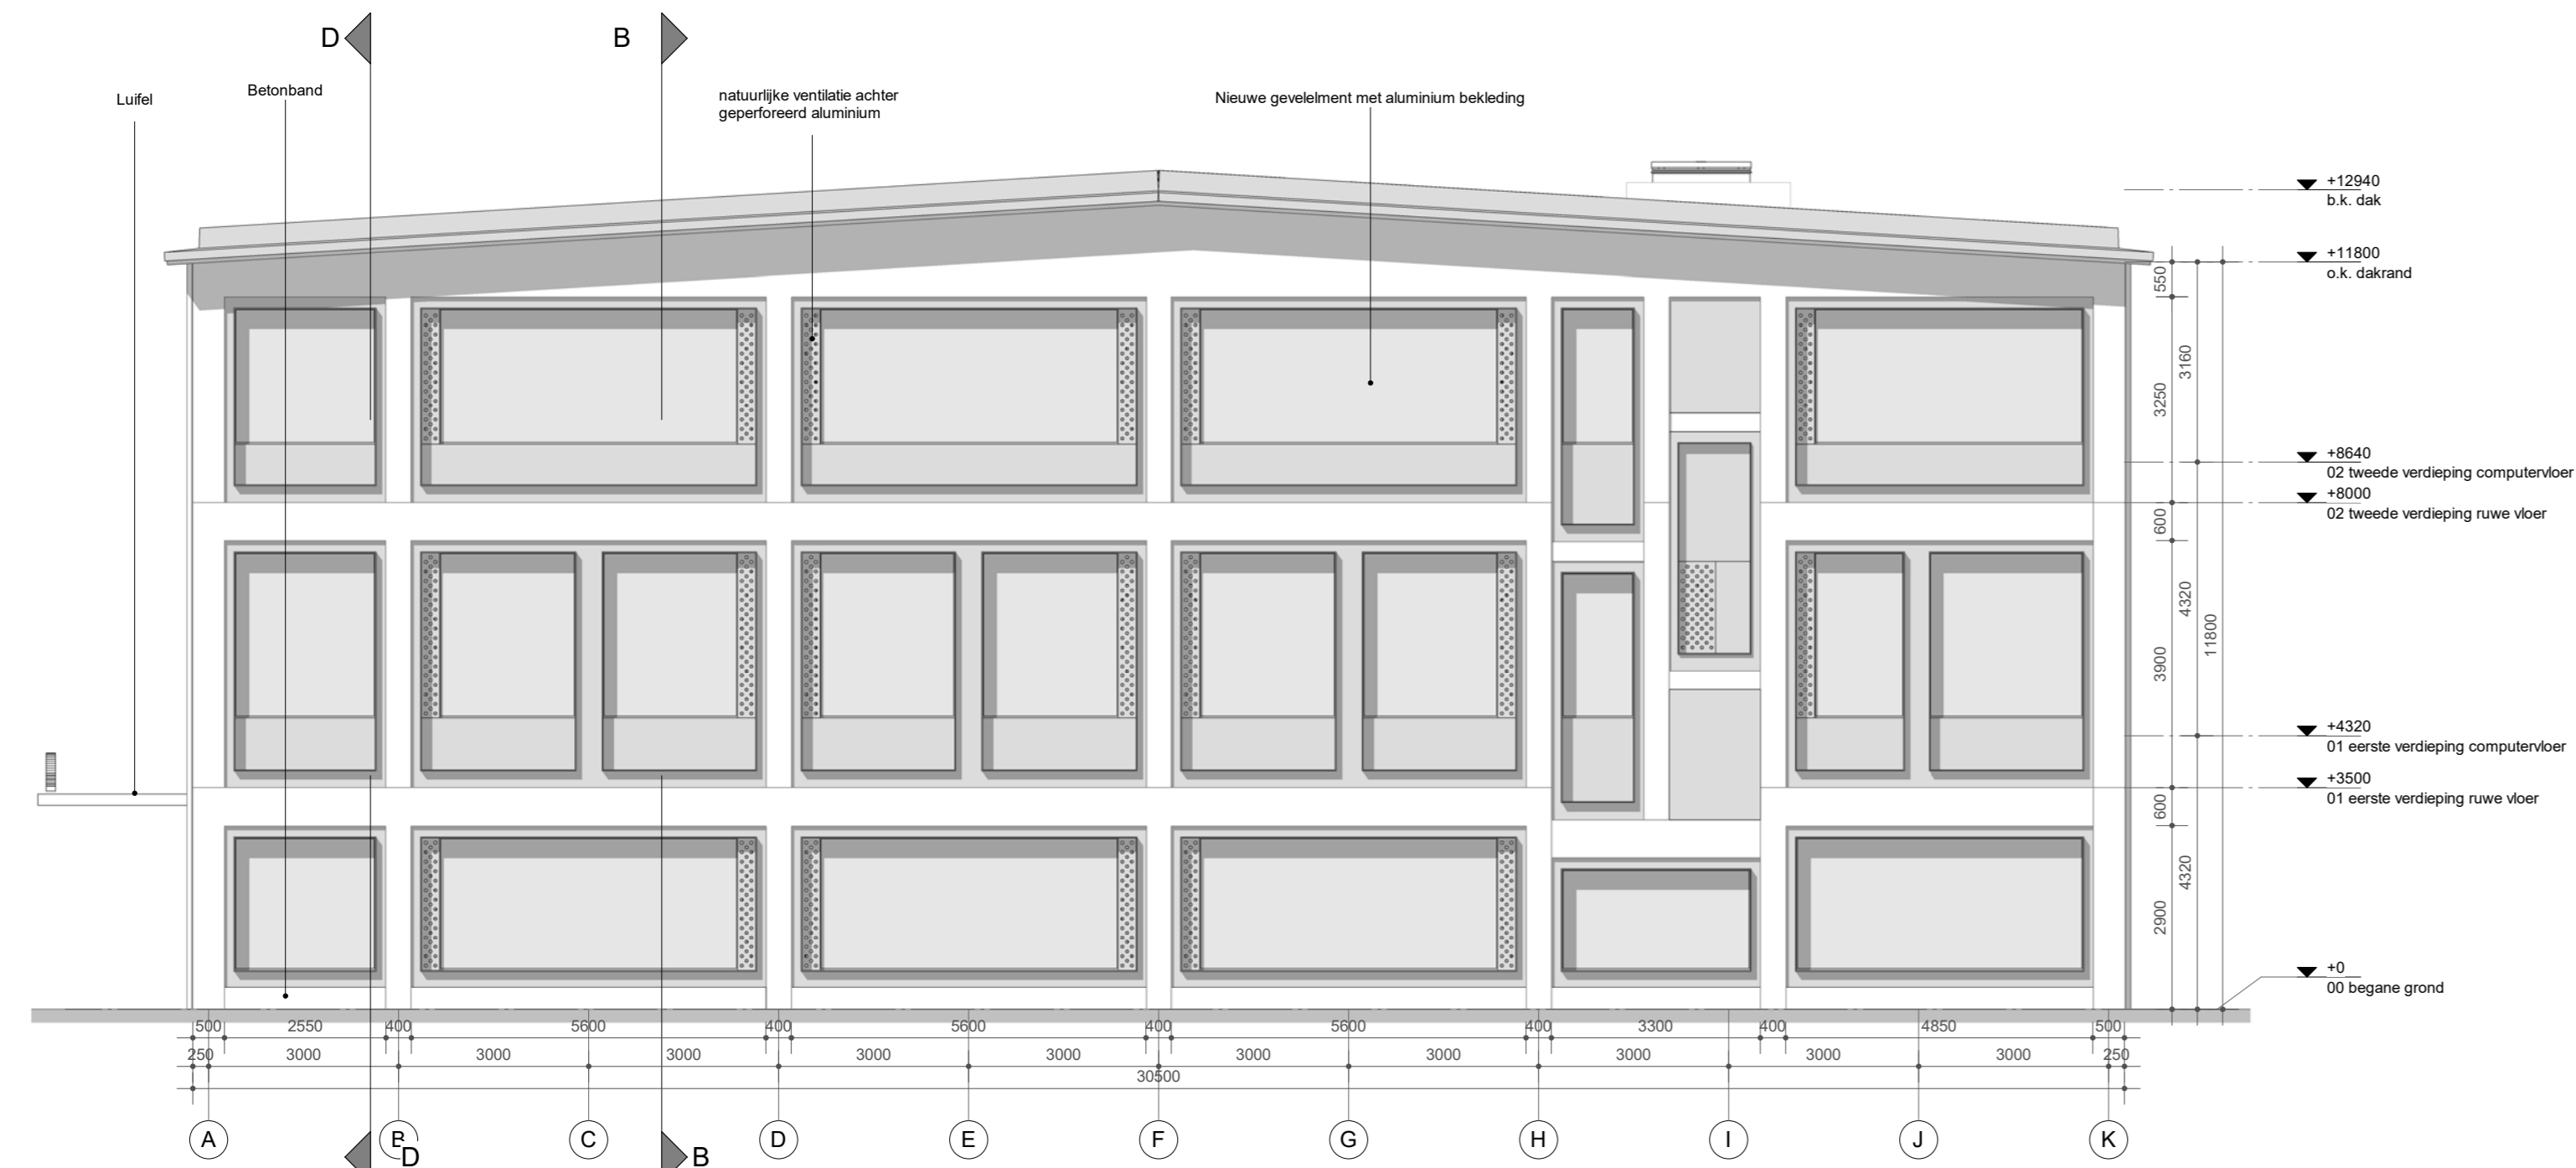 D
B
Luifel
Betonband
natuurlijke ventilatie achter
geperforeerd aluminium
Nieuwe gevelelment met aluminium bekleding
+12940
b.k. dak
+11800
o.k. dakrand
550
3160
3250
+8640
02 tweede verdieping computervloer
+8000
02 tweede verdieping ruwe vloer
600
4320
11800
3900
+4320
01 eerste verdieping computervloer
+3500
01 eerste verdieping ruwe vloer
600
4320
2900
+0
00 begane grond
500 2550 400 5600 400 5600 400 5600 400 3300 400 4850 500
250 3000 3000 3000 3000 3000 3000 3000 3000 3000 3000 250
30500
A B C D E F G H I J K
D B